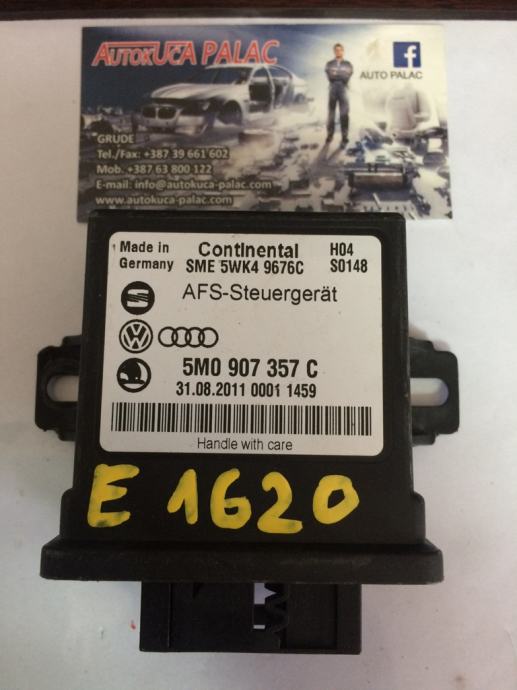 AUTOKUĆA PALAC
f
AUTO PALAC
GRUDE
Tel./Fax: +387 39 661 602
Mob. +387 63 800 122
E-mail: info@autokuca-palac.com
www.autokuca-palac.com
Made in Germany
Continental
SME 5WK4 9676C
H04
S0148
AFS-Steuergerät
5M0 907 357 C
31.08.2011 0001 1459
Handle with care
E 1620